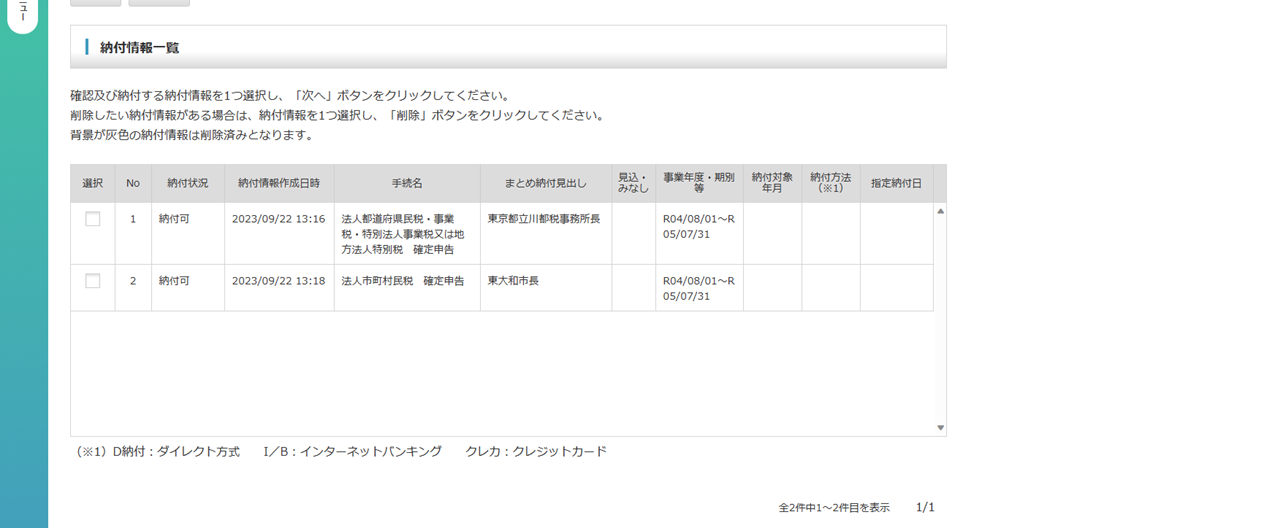 ニュー
納付情報一覧
確認及び納付する納付情報を1つ選択し、「次へ」ボタンをクリックしてください。
削除したい納付情報がある場合は、納付情報を1つ選択し、「削除」ボタンをクリックしてください。
背景が灰色の納付情報は削除済みとなります。
選択 No 納付状況 納付情報作成日時 手続名 まとめ納付見出し 見込・みなし 事業年度・期別等 納付対象年月 納付方法（※1） 指定納付日
1 納付可 2023/09/22 13:16 法人都道府県民税・事業税・特別法人事業税又は地方法人特別税　確定申告 東京都立川都税事務所長 R04/08/01～R05/07/31
2 納付可 2023/09/22 13:18 法人市町村民税　確定申告 東大和市長 R04/08/01～R05/07/31
（※1）D納付：ダイレクト方式　　I／B：インターネットバンキング　　クレカ：クレジットカード
全2件中1～2件目を表示　　1/1